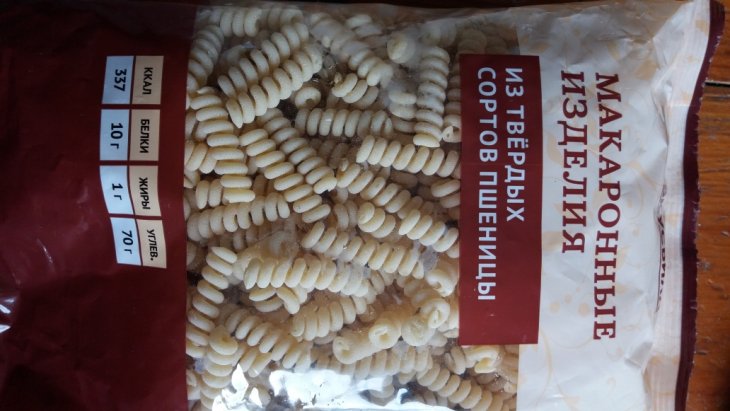 МАКАРОННЫЕ
ИЗДЕЛИЯ
ИЗ ТВЁРДЫХ
СОРТОВ ПШЕНИЦЫ
ККАЛ БЕЛКИ ЖИРЫ УГЛЕВ.
337 10 г 1 г 70 г